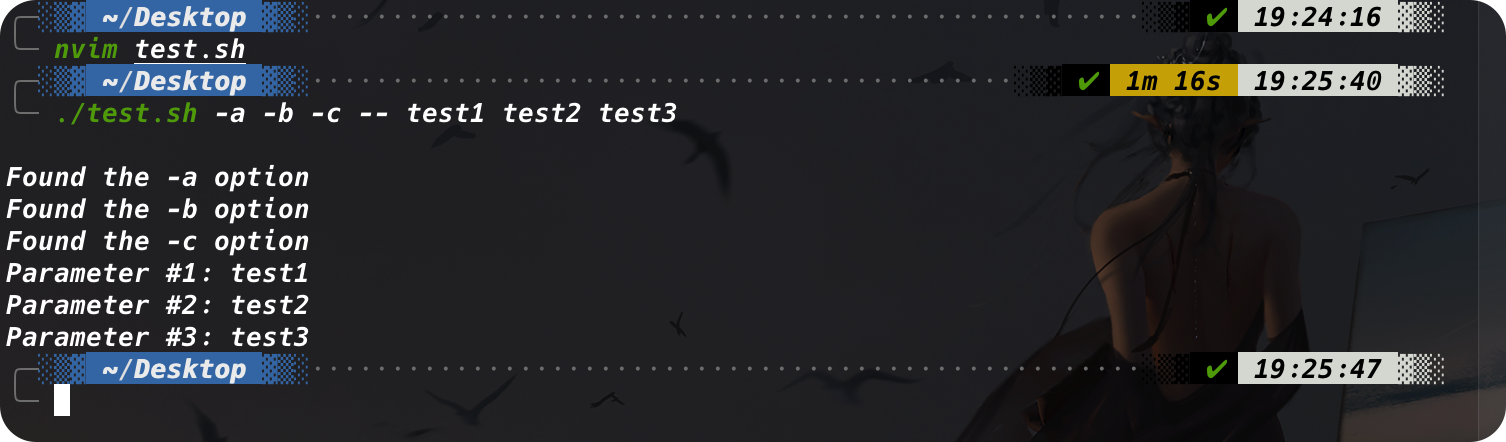 ~/Desktop ✔ 19:24:16
nvim test.sh
~/Desktop ✔ 1m 16s 19:25:40
./test.sh -a -b -c -- test1 test2 test3
Found the -a option
Found the -b option
Found the -c option
Parameter #1: test1
Parameter #2: test2
Parameter #3: test3
~/Desktop ✔ 19:25:47